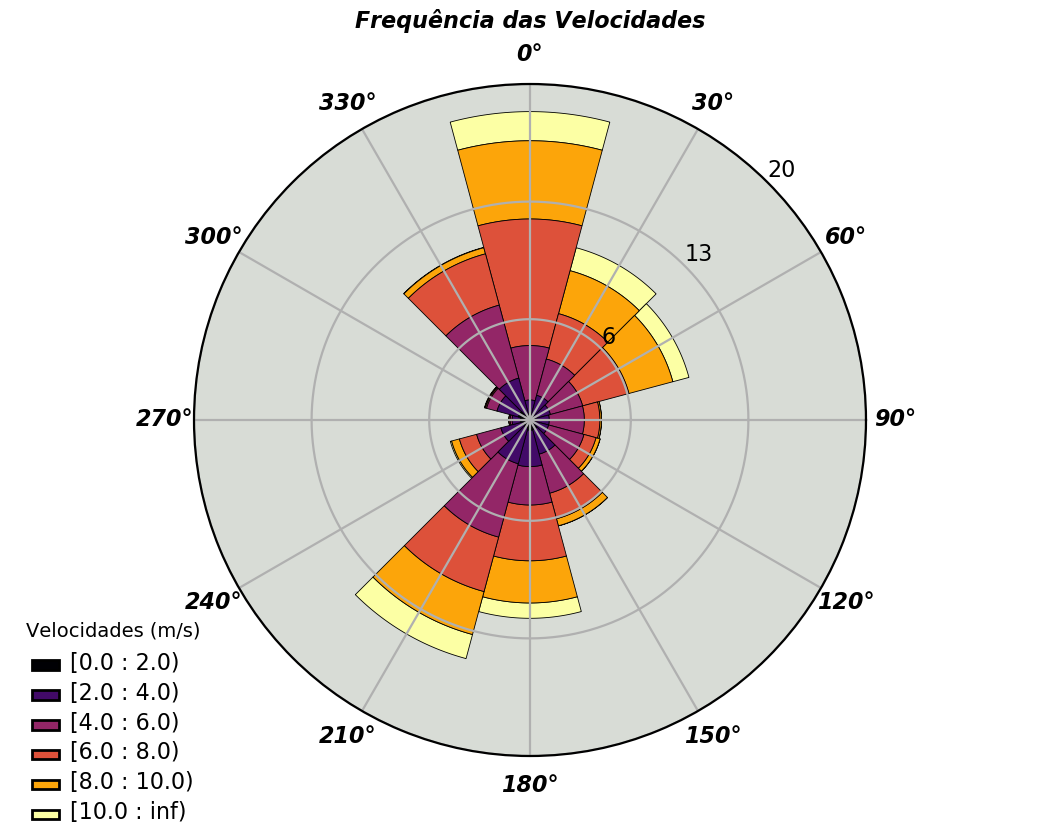 Frequência das Velocidades
0°
330°
30°
20
300°
60°
13
6
270°
90°
240°
120°
210°
150°
180°
Velocidades (m/s)
[0.0 : 2.0)
[2.0 : 4.0)
[4.0 : 6.0)
[6.0 : 8.0)
[8.0 : 10.0)
[10.0 : inf)